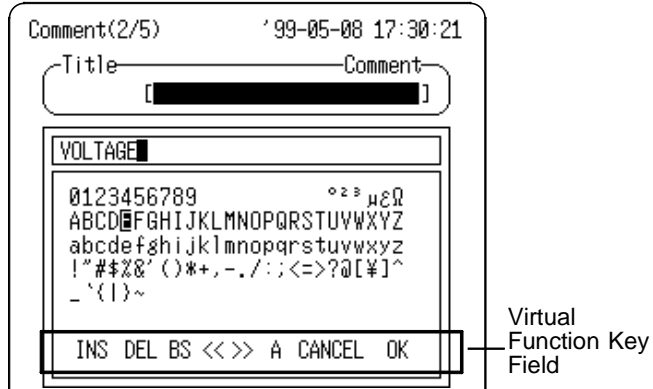 Comment(2/5) '99-05-08 17:30:21
Title Comment
[ ]
VOLTAGE
0123456789 º²³µεΩ
ABCDEFGHIJKLMNOPQRSTUVWXYZ
abcdefghijklmnopqrstuvwxyz
!"#$%&'()*+,-./:;<=>?@[¥]^
_`{|}~
INS DEL BS << >> A CANCEL OK
Virtual
Function Key
Field